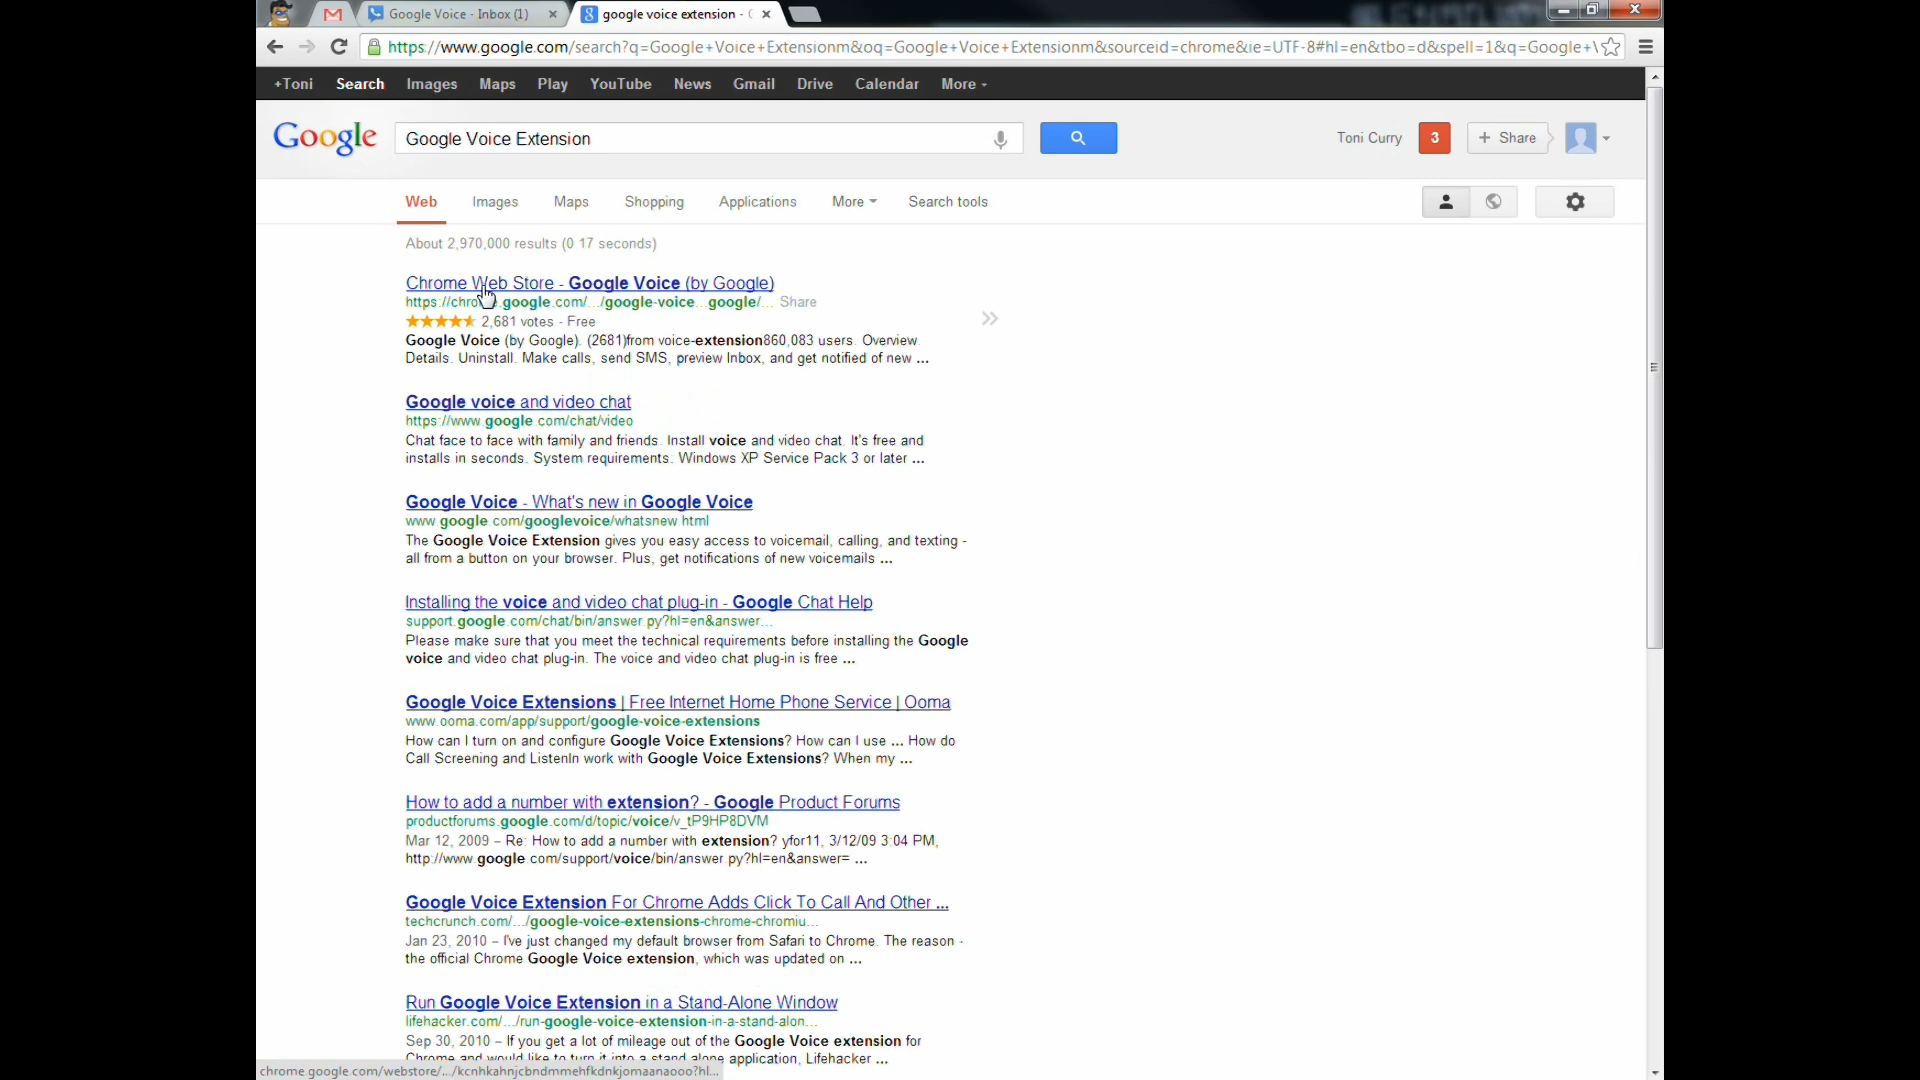 Google Voice - Inbox (1)
google voice extension -
https://www.google.com/search?q=Google+Voice+Extensionm&oq=Google+Voice+Extensionm&sourceid=chrome&ie=UTF-8#hl=en&tbo=d&spell=1&q=Google+\
+Toni Search Images Maps Play YouTube News Gmail Drive Calendar More
Google
Google Voice Extension
Toni Curry 3 + Share
Web Images Maps Shopping Applications More Search tools
About 2,970,000 results (0 17 seconds)
Chrome Web Store - Google Voice (by Google)
google.com/.../google-voice...google/... Share
2,681 votes - Free
Google Voice (by Google). (2681)from voice-extension860,083 users. Overview.
Details. Uninstall. Make calls, send SMS, preview Inbox, and get notified of new ...
Google voice and video chat
https://www.google.com/chat/video
Chat face to face with family and friends. Install voice and video chat. It's free and
installs in seconds. System requirements: Windows XP Service Pack 3 or later ...
Google Voice - What's new in Google Voice
www.google.com/googlevoice/whatsnew.html
The Google Voice Extension gives you easy access to voicemail, calling, and texting -
all from a button on your browser. Plus, get notifications of new voicemails ...
Installing the voice and video chat plug-in - Google Chat Help
support.google.com/chat/bin/answer.py?hl=en&answer...
Please make sure that you meet the technical requirements before installing the Google
voice and video chat plug-in. The voice and video chat plug-in is free ...
Google Voice Extensions | Free Internet Home Phone Service | Ooma
www.ooma.com/app/support/google-voice-extensions
How can I turn on and configure Google Voice Extensions? How can I use ... How do
Call Screening and ListenIn work with Google Voice Extensions? When my ...
How to add a number with extension? - Google Product Forums
productforums.google.com/d/topic/voice/v_tP9HP8DVM
Mar 12, 2009 – Re: How to add a number with extension? yfor11, 3/12/09 3:04 PM,
http://www.google.com/support/voice/bin/answer.py?hl=en&answer= ...
Google Voice Extension For Chrome Adds Click To Call And Other ...
techcrunch.com/.../google-voice-extensions-chrome-chromiu...
Jan 23, 2010 – I've just changed my default browser from Safari to Chrome. The reason -
the official Chrome Google Voice extension, which was updated on ...
Run Google Voice Extension in a Stand-Alone Window
lifehacker.com/.../run-google-voice-extension-in-a-stand-alon...
Sep 30, 2010 – If you get a lot of mileage out of the Google Voice extension for
Chrome and would like to turn it into a stand alone application, Lifehacker ...
chrome.google.com/webstore/.../kcnhkahnjcbndmmehfkdnkjomaanaooo?hl...